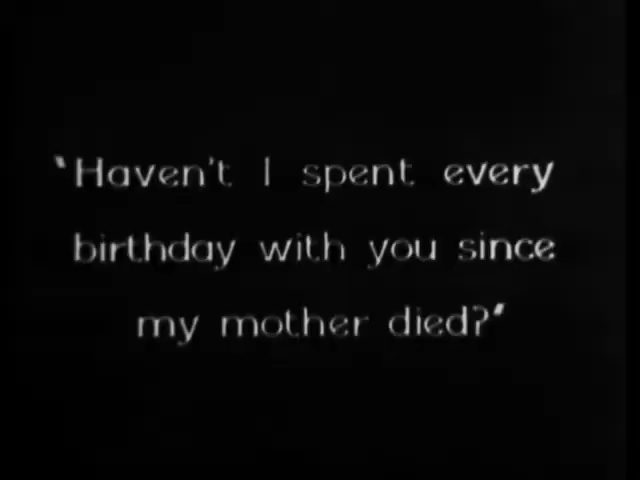 "Haven't I spent every
birthday with you since
my mother died?"